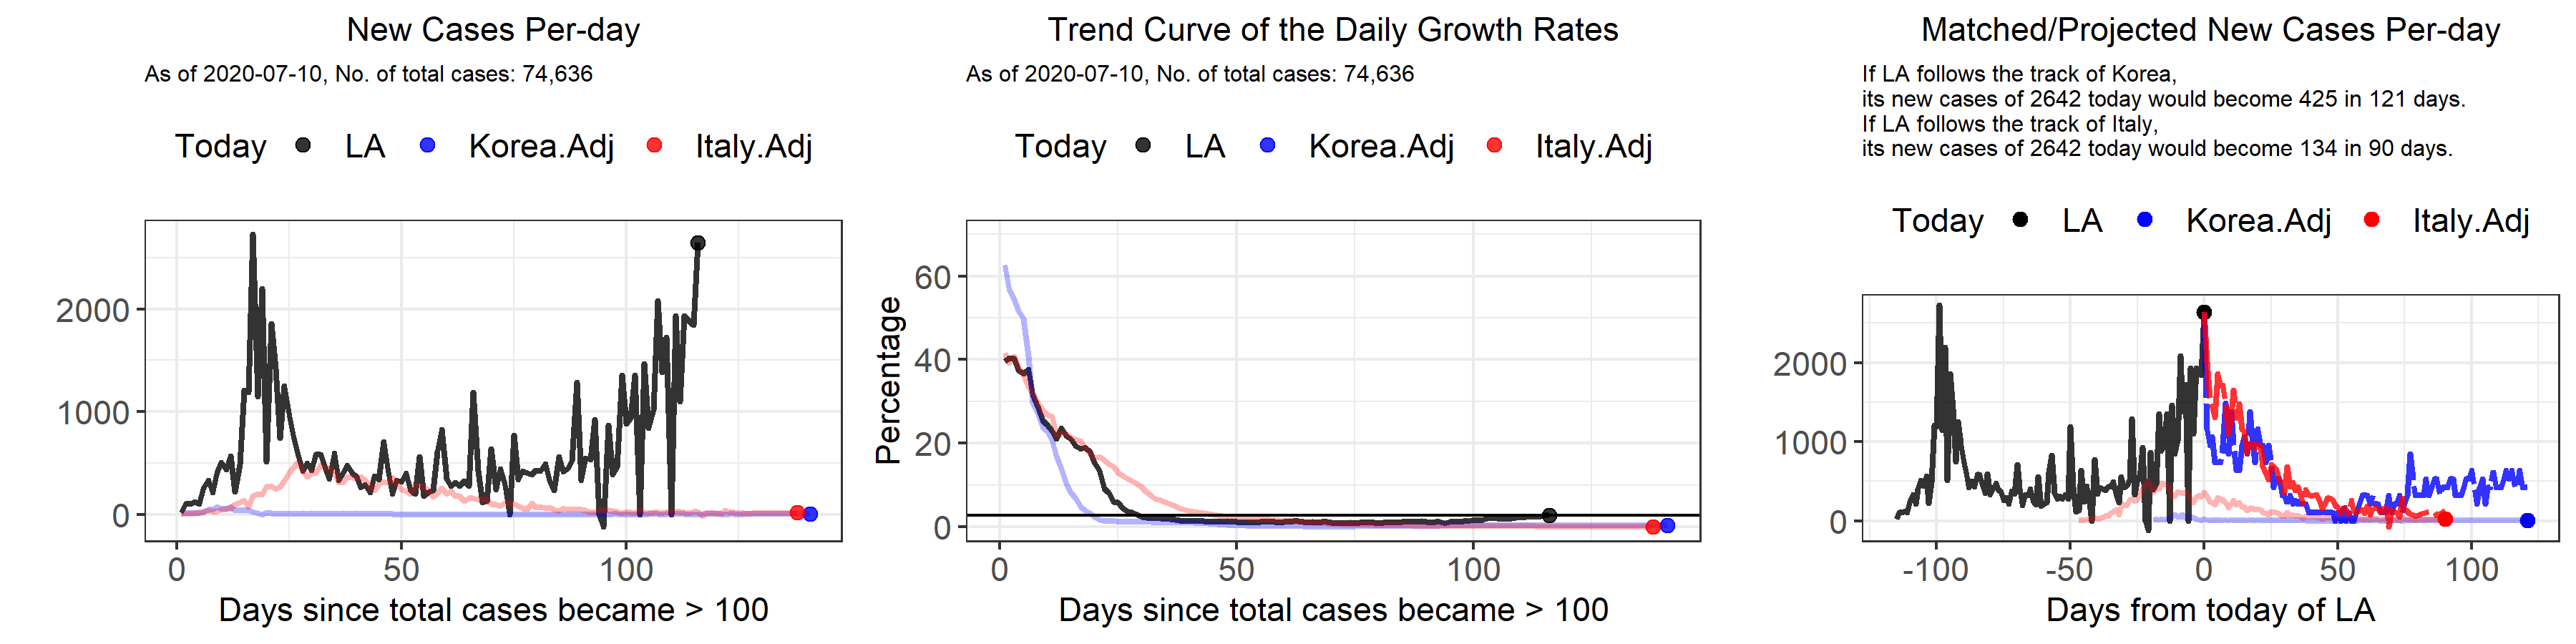 New Cases Per-day
As of 2020-07-10, No. of total cases: 74,636
Today LA Korea.Adj Italy.Adj
2000
1000
0
0 50 100
Days since total cases became > 100
Trend Curve of the Daily Growth Rates
As of 2020-07-10, No. of total cases: 74,636
Today LA Korea.Adj Italy.Adj
Percentage
60
40
20
0
0 50 100
Days since total cases became > 100
Matched/Projected New Cases Per-day
If LA follows the track of Korea,
its new cases of 2642 today would become 425 in 121 days.
If LA follows the track of Italy,
its new cases of 2642 today would become 134 in 90 days.
Today LA Korea.Adj Italy.Adj
2000
1000
0
-100 -50 0 50 100
Days from today of LA